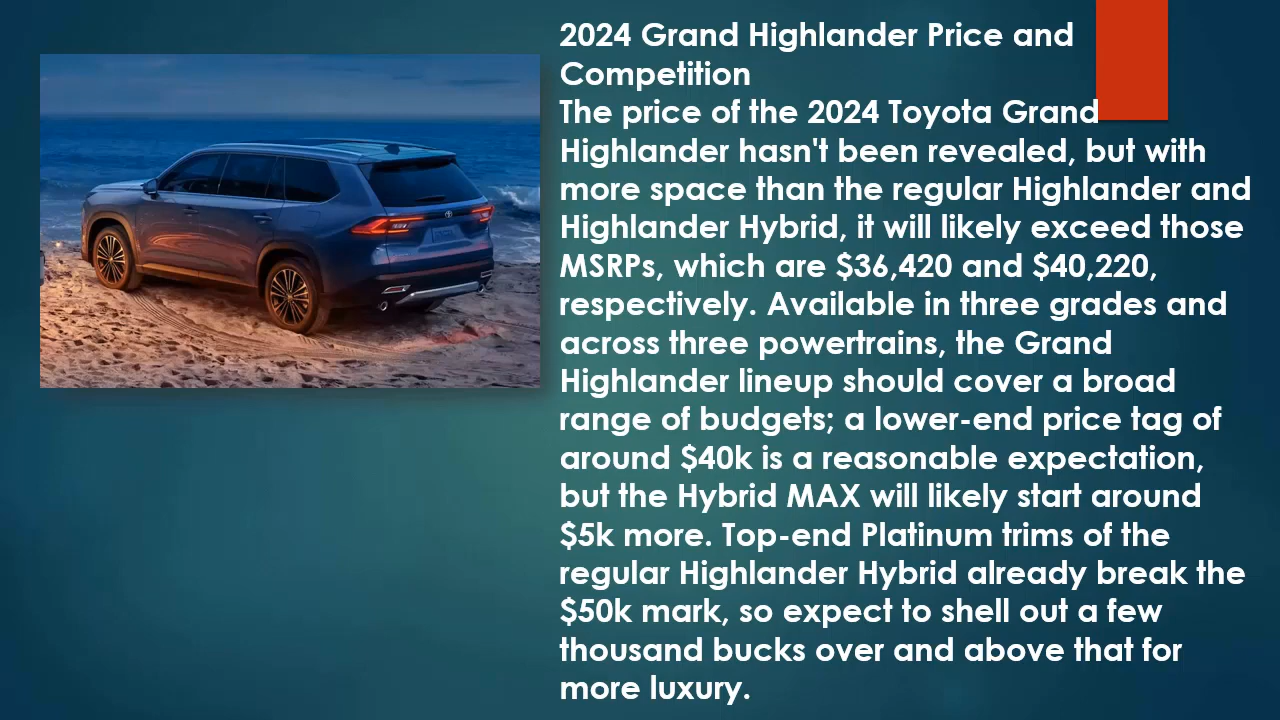 2024 Grand Highlander Price and
Competition
The price of the 2024 Toyota Grand
Highlander hasn't been revealed, but with
more space than the regular Highlander and
Highlander Hybrid, it will likely exceed those
MSRPs, which are $36,420 and $40,220,
respectively. Available in three grades and
across three powertrains, the Grand
Highlander lineup should cover a broad
range of budgets; a lower-end price tag of
around $40k is a reasonable expectation,
but the Hybrid MAX will likely start around
$5k more. Top-end Platinum trims of the
regular Highlander Hybrid already break the
$50k mark, so expect to shell out a few
thousand bucks over and above that for
more luxury.